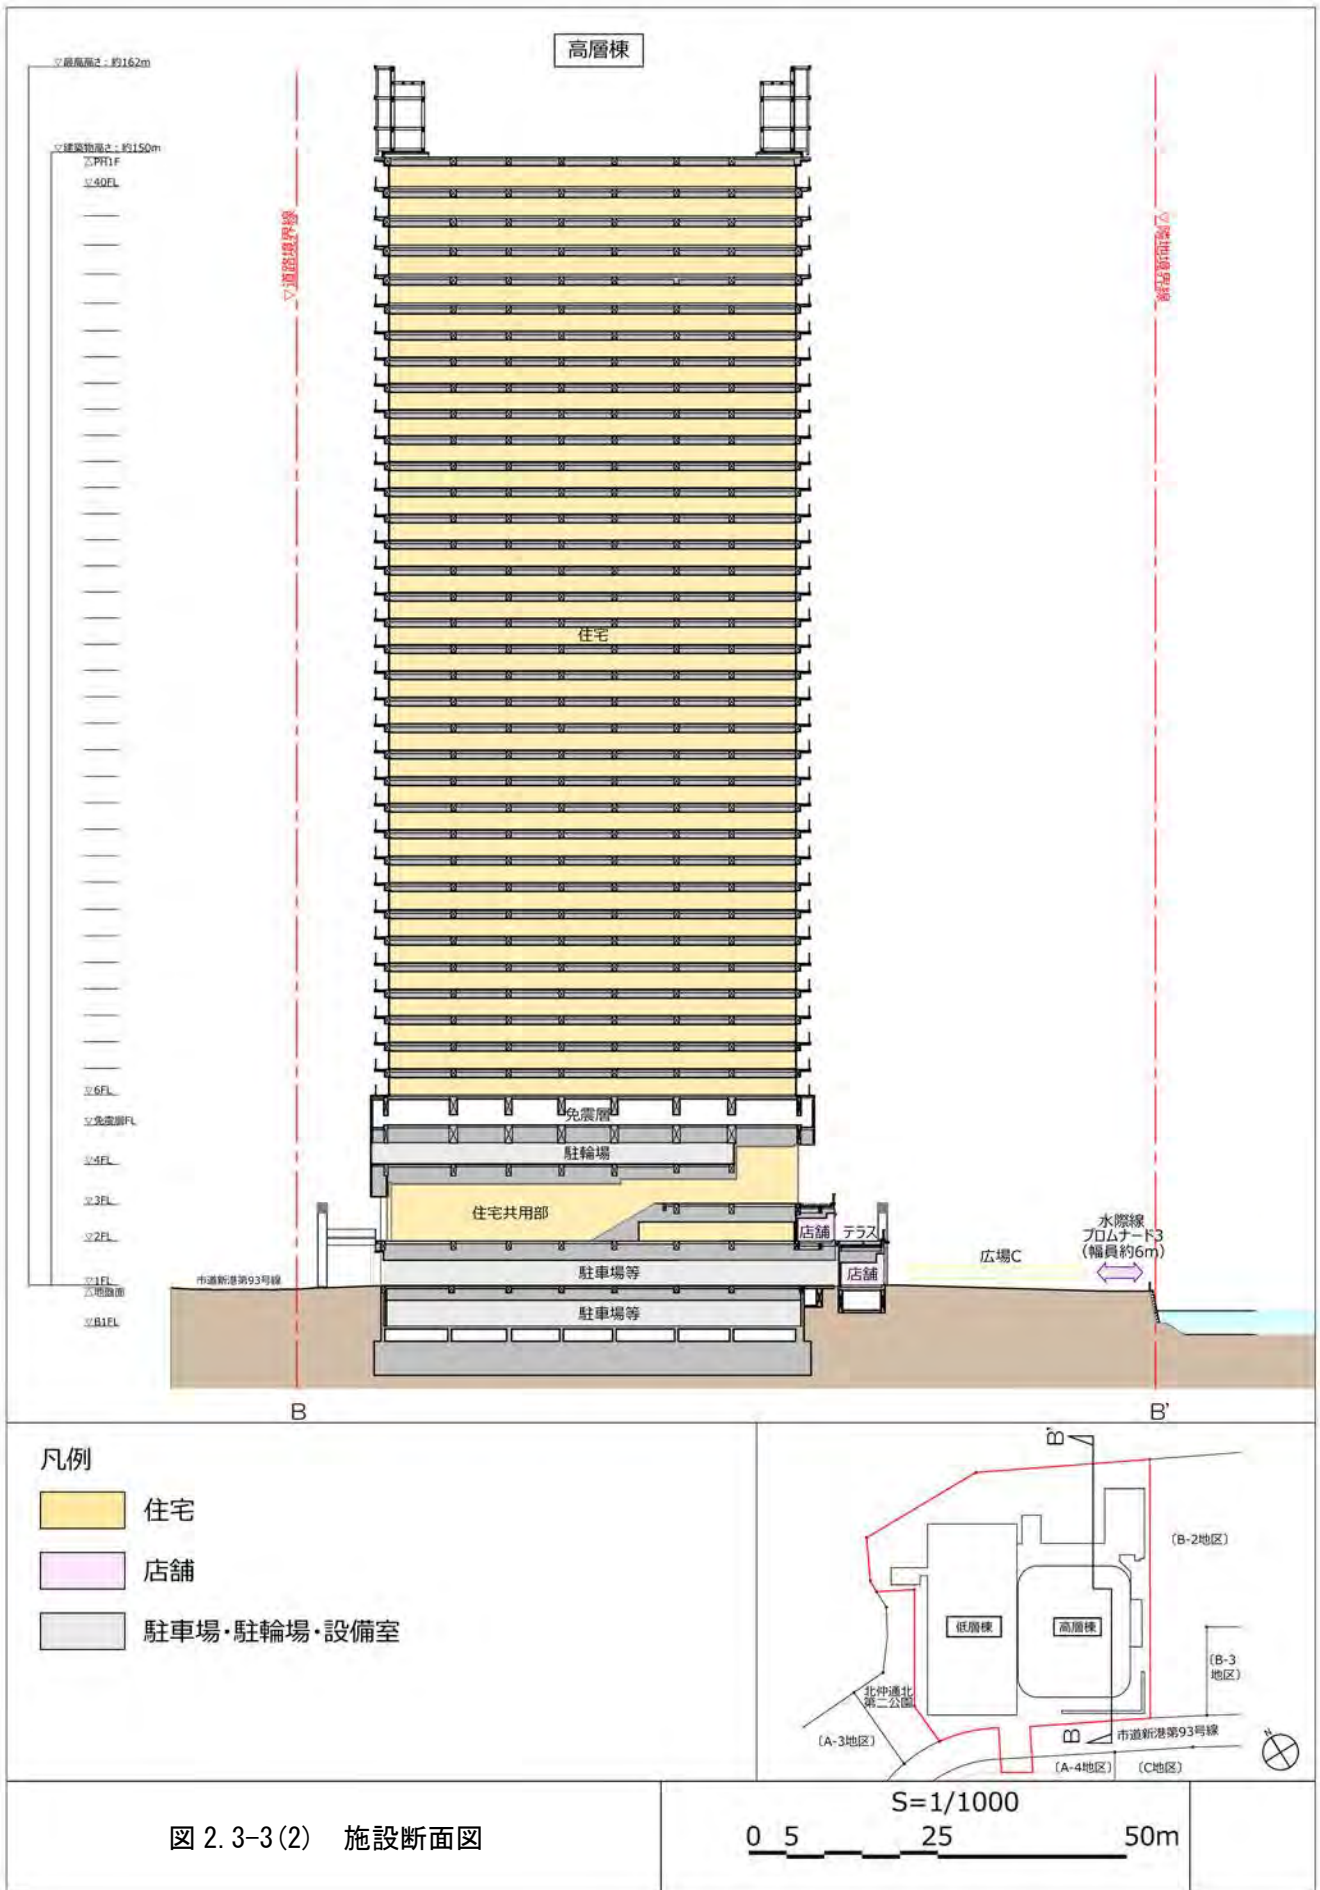 高層棟
▽最高高さ：約162m
▽建築物高さ：約150m
△PH1F
▽40FL
▽道路境界線
▽隣地境界線
住宅
▽6FL
免震層
▽免震層FL
駐輪場
▽4FL
▽3FL
住宅共用部
店舗
テラス
▽2FL
水際線
プロムナード3
（幅員約6m）
広場C
駐車場等
店舗
▽1FL
市道新港第93号線
△地盤面
駐車場等
▽B1FL
B
B'
凡例
住宅
店舗
駐車場・駐輪場・設備室
B'
（B-2地区）
低層棟
高層棟
（B-3
地区）
北仲通北
第二公園
（A-3地区）
B
市道新港第93号線
（A-4地区）
（C地区）
N
図 2.3-3(2)　施設断面図
S=1/1000
0 5 25 50m